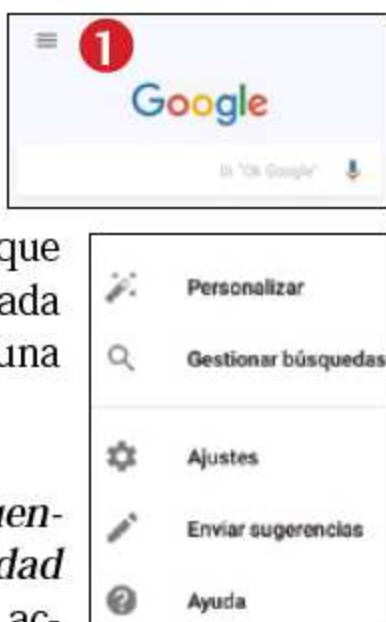 1
Google
Di "Ok Google"
que
ada
una
uen-
dad
ac-
Personalizar
Gestionar búsquedas
Ajustes
Enviar sugerencias
Ayuda